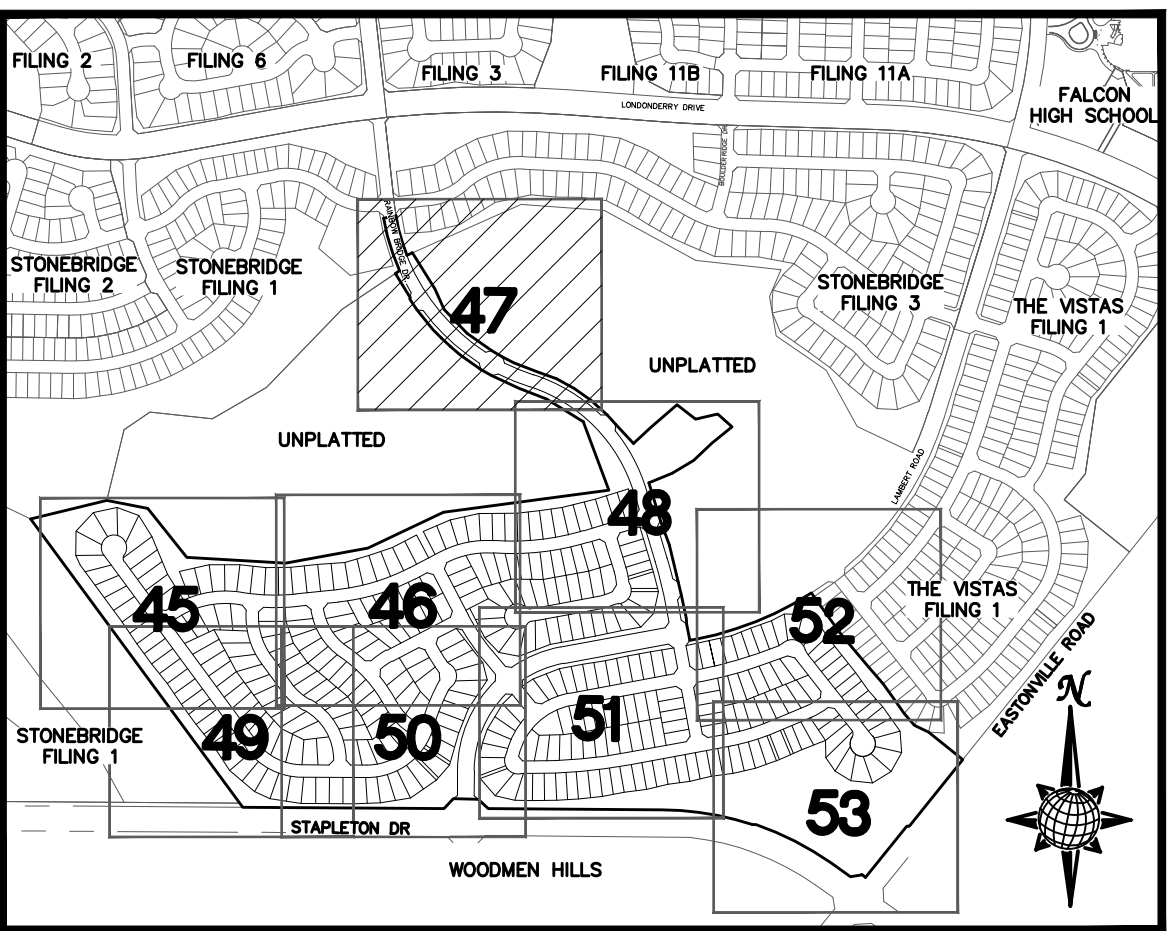 FILING 2
FILING 6
FILING 3
FILING 11B
FILING 11A
FALCON
HIGH SCHOOL
LONDONDERRY DRIVE
BOULDER RIDGE DR
RAINBOW BRIDGE DR.
STONEBRIDGE
FILING 2
STONEBRIDGE
FILING 1
STONEBRIDGE
FILING 3
THE VISTAS
FILING 1
47
UNPLATTED
UNPLATTED
LAMBERT ROAD
48
45
46
52
THE VISTAS
FILING 1
EASTONVILLE ROAD
N
STONEBRIDGE
FILING 1
49
50
51
53
STAPLETON DR
WOODMEN HILLS